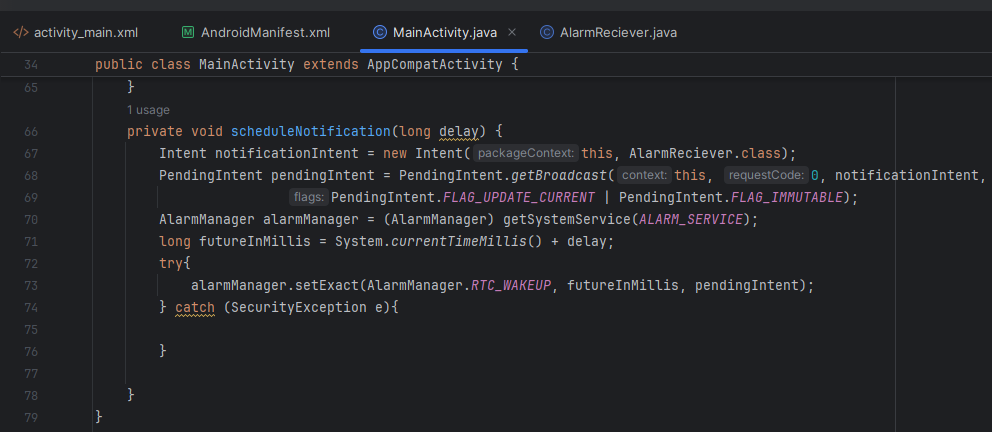 activity_main.xml AndroidManifest.xml MainActivity.java AlarmReciever.java
34 public class MainActivity extends AppCompatActivity {
65 }
1 usage
66 private void scheduleNotification(long delay) {
67 Intent notificationIntent = new Intent( packageContext: this, AlarmReciever.class);
68 PendingIntent pendingIntent = PendingIntent.getBroadcast( context: this, requestCode: 0, notificationIntent,
69 flags: PendingIntent.FLAG_UPDATE_CURRENT | PendingIntent.FLAG_IMMUTABLE);
70 AlarmManager alarmManager = (AlarmManager) getSystemService(ALARM_SERVICE);
71 long futureInMillis = System.currentTimeMillis() + delay;
72 try{
73 alarmManager.setExact(AlarmManager.RTC_WAKEUP, futureInMillis, pendingIntent);
74 } catch (SecurityException e){
75
76 }
77
78 }
79 }